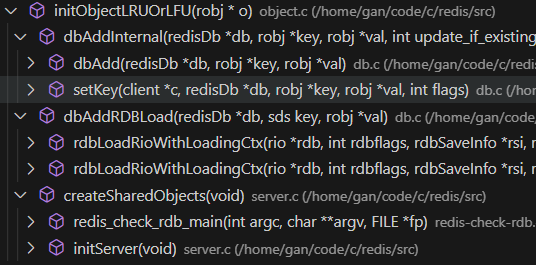 initObjectLRUOrLFU(robj * o) object.c (/home/gan/code/c/redis/src)
dbAddInternal(redisDb *db, robj *key, robj *val, int update_if_existing
dbAdd(redisDb *db, robj *key, robj *val) db.c (/home/gan/code/c/redis
setKey(client *c, redisDb *db, robj *key, robj *val, int flags) db.c (/hom
dbAddRDBLoad(redisDb *db, sds key, robj *val) db.c (/home/gan/code
rdbLoadRioWithLoadingCtx(rio *rdb, int rdbflags, rdbSaveInfo *rsi, r
rdbLoadRioWithLoadingCtx(rio *rdb, int rdbflags, rdbSaveInfo *rsi, r
createSharedObjects(void) server.c (/home/gan/code/c/redis/src)
redis_check_rdb_main(int argc, char **argv, FILE *fp) redis-check-rdb.
initServer(void) server.c (/home/gan/code/c/redis/src)